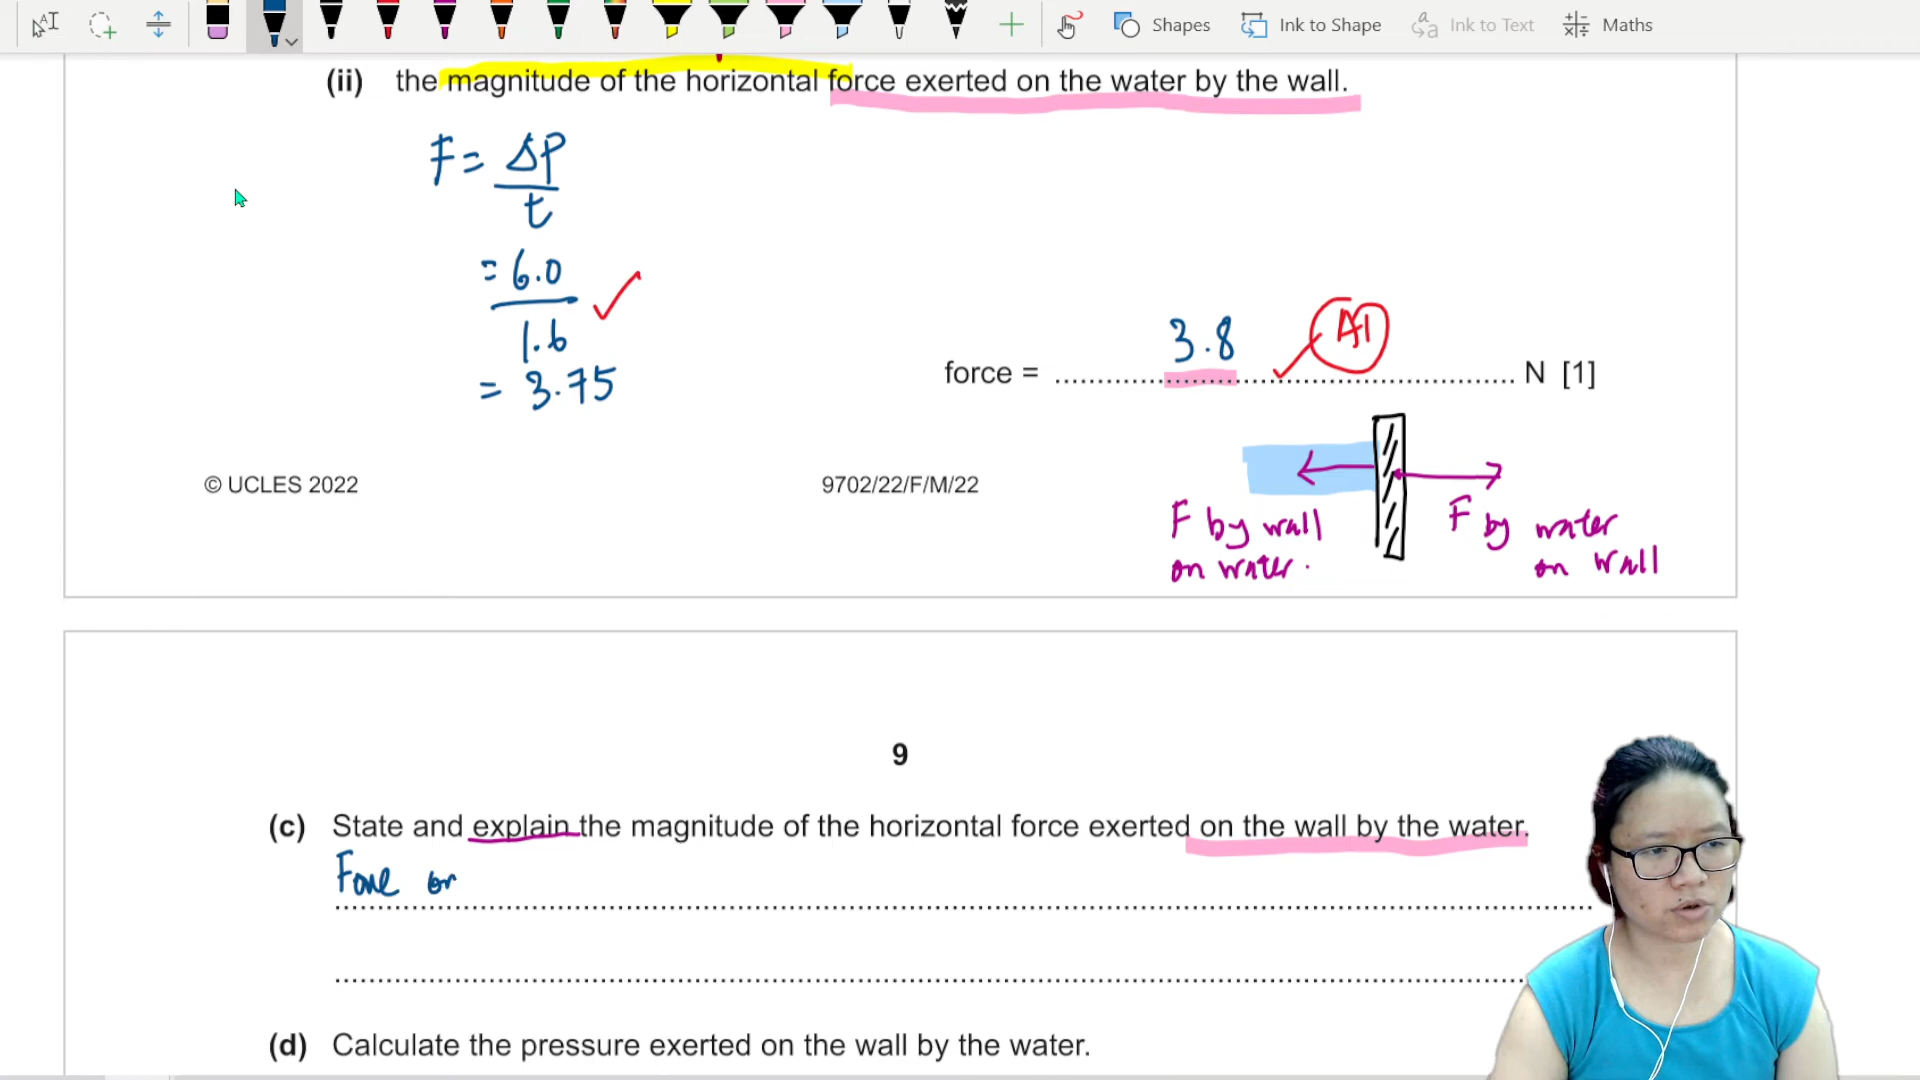 Shapes Ink to Shape Ink to Text Maths
(ii) the magnitude of the horizontal force exerted on the water by the wall.
F = ΔP
t
= 6.0
1.6
= 3.75
3.8 A1
force = ........................................................ N [1]
© UCLES 2022 9702/22/F/M/22
F by wall
on water.
F by water
on wall
9
(c) State and explain the magnitude of the horizontal force exerted on the wall by the water.
(d) Calculate the pressure exerted on the wall by the water.